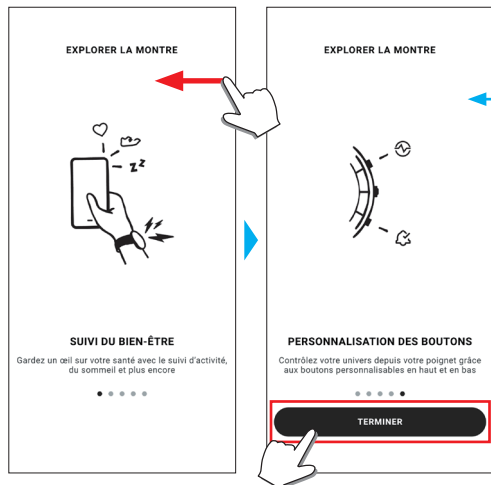 EXPLORER LA MONTRE
z z
SUIVI DU BIEN-ÊTRE
Gardez un œil sur votre santé avec le suivi d'activité,
du sommeil et plus encore
EXPLORER LA MONTRE
PERSONNALISATION DES BOUTONS
Contrôlez votre univers depuis votre poignet grâce
aux boutons personnalisables en haut et en bas
TERMINER